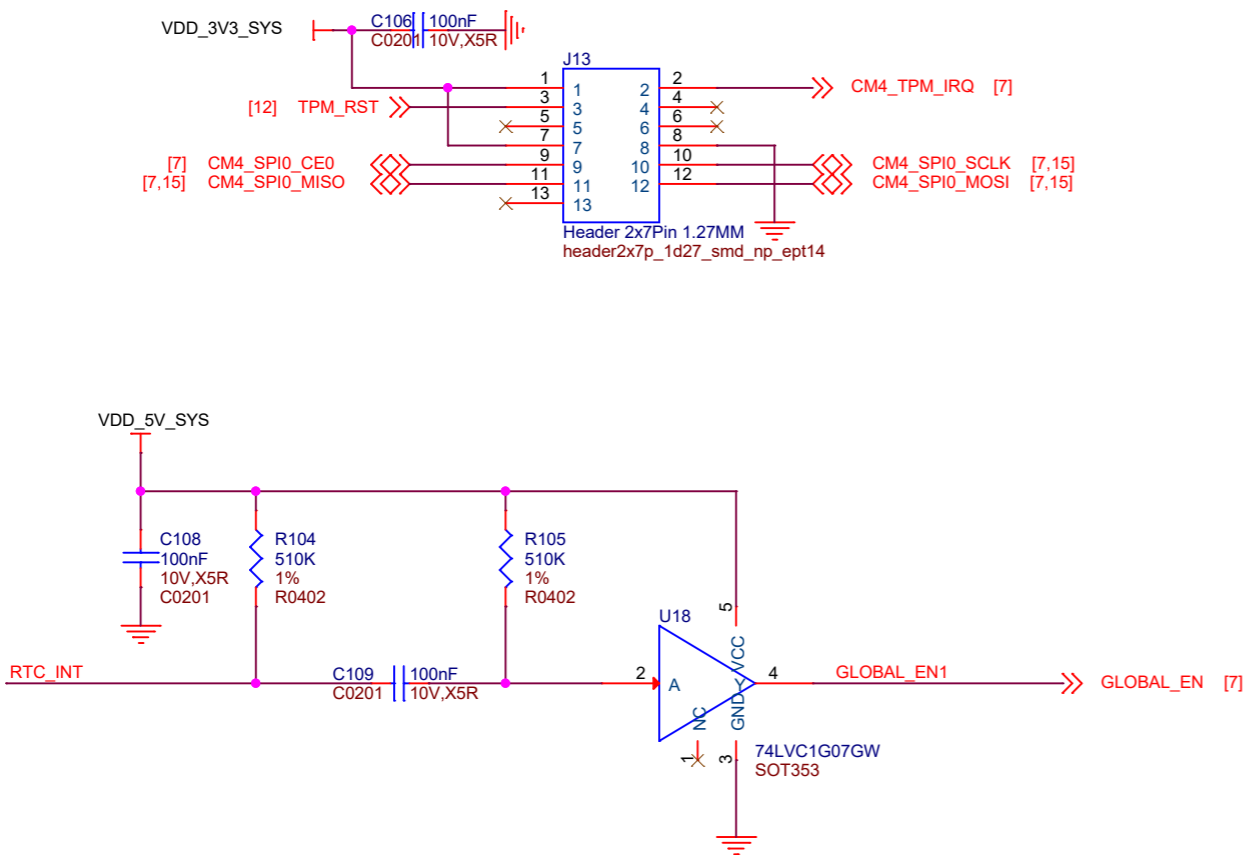 VDD_3V3_SYS
C106 100nF
C0201 10V,X5R
J13
1 1 2 2 CM4_TPM_IRQ [7]
[12] TPM_RST 3 3 4 4
5 5 6 6
7 7 8 8
[7] CM4_SPI0_CE0 9 9 10 10 CM4_SPI0_SCLK [7,15]
[7,15] CM4_SPI0_MISO 11 11 12 12 CM4_SPI0_MOSI [7,15]
13 13
Header 2x7Pin 1.27MM
header2x7p_1d27_smd_np_ept14
VDD_5V_SYS
C108
100nF
10V,X5R
C0201
R104
510K
1%
R0402
R105
510K
1%
R0402
RTC_INT
C109 100nF
C0201 10V,X5R
U18
5
VCC
2 A
Y 4
NC
1
GND
3
GLOBAL_EN1
GLOBAL_EN [7]
74LVC1G07GW
SOT353